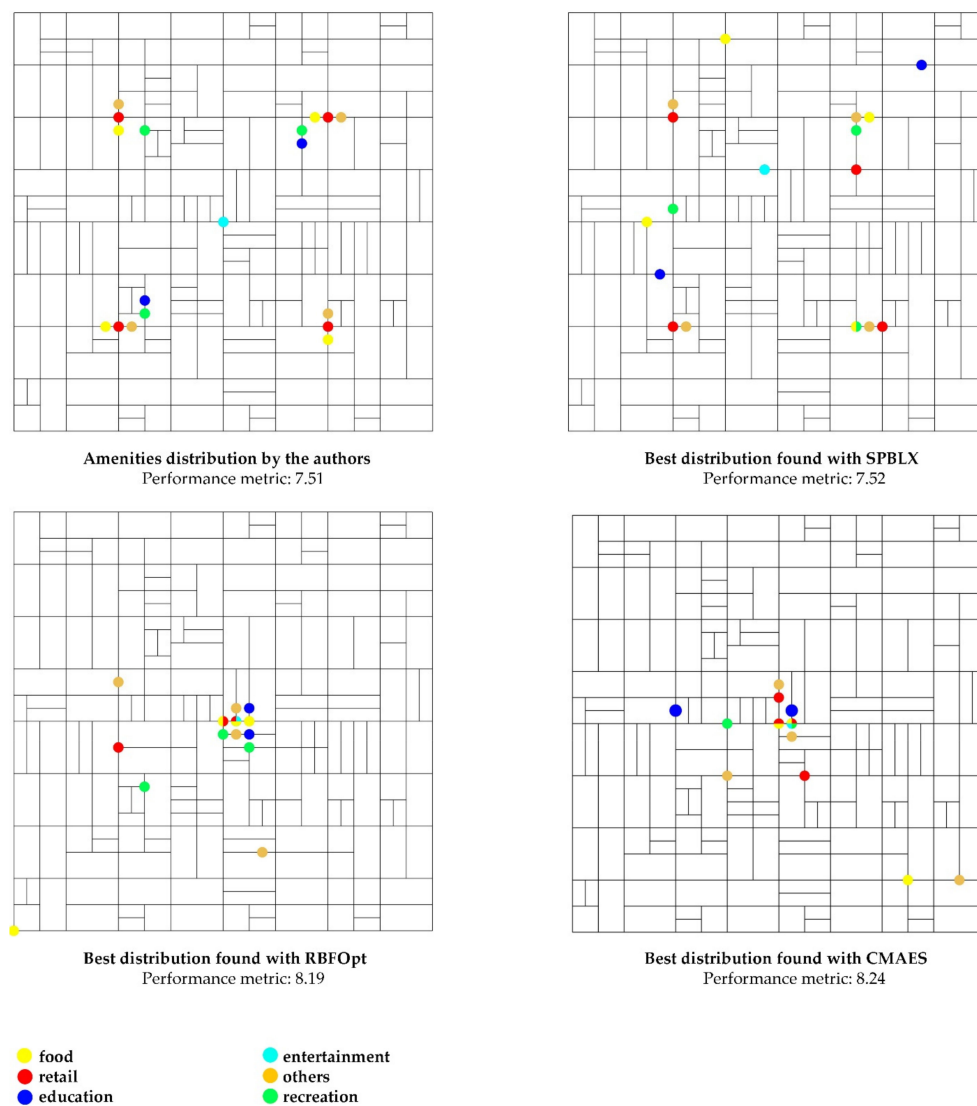 Amenities distribution by the authors
Performance metric: 7.51
Best distribution found with SPBLX
Performance metric: 7.52
Best distribution found with RBFOpt
Performance metric: 8.19
Best distribution found with CMAES
Performance metric: 8.24
food
retail
education
entertainment
others
recreation